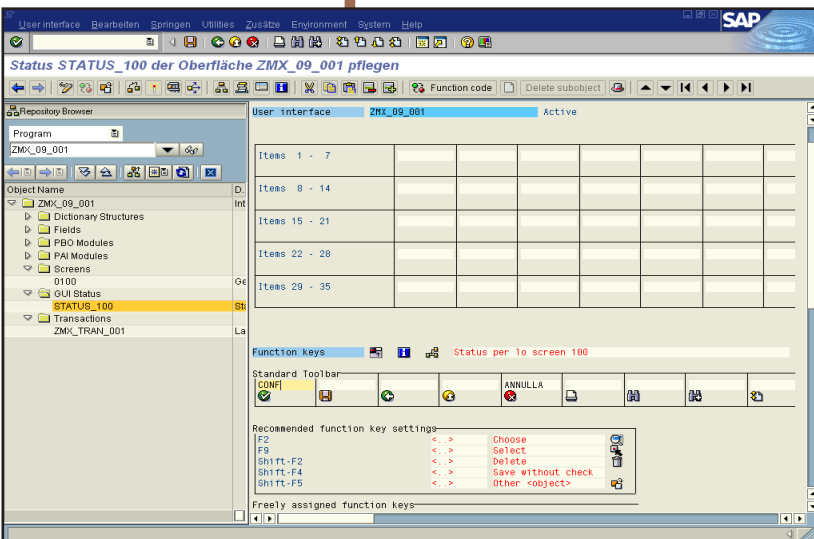 User interface Bearbeiten Springen Utilities Zusätze Environment System Help
SAP
Status STATUS_100 der Oberfläche ZMX_09_001 pflegen
Function code Delete subobject
Repository Browser
Program
ZMX_09_001
Object Name D.
ZMX_09_001 Int
Dictionary Structures
Fields
PBO Modules
PAI Modules
Screens
0100 Ge
GUI Status
STATUS_100 Sta
Transactions
ZMX_TRAN_001 La
User interface ZMX_09_001 Active
Items 1 - 7
Items 8 - 14
Items 15 - 21
Items 22 - 28
Items 29 - 35
Function keys Status per lo screen 100
Standard Toolbar
CONF ANNULLA
Recommended function key settings
F2 <..> Choose
F9 <..> Select
Shift-F2 <..> Delete
Shift-F4 <..> Save without check
Shift-F5 <..> Other <object>
Freely assigned function keys